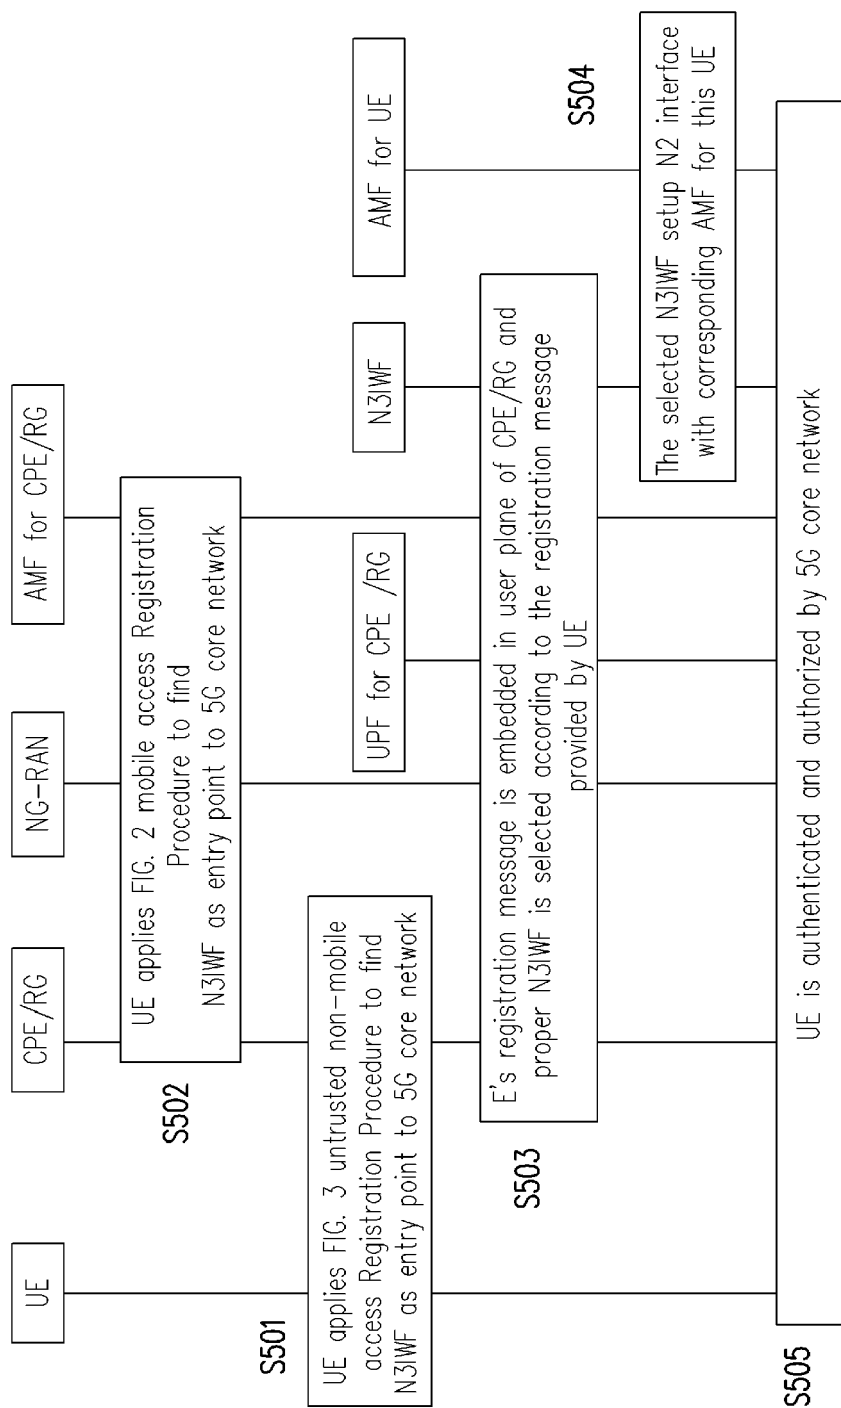 UE
CPE/RG
NG-RAN
AMF for CPE/RG
S502
UE applies FIG. 2 mobile access Registration
Procedure to find
N3IWF as entry point to 5G core network
S501
UE applies FIG. 3 untrusted non-mobile
access Registration Procedure to find
N3IWF as entry point to 5G core network
UPF for CPE /RG
N3IWF
AMF for UE
S503
E's registration message is embedded in user plane of CPE/RG and
proper N3IWF is selected according to the registration message
provided by UE
S504
The selected N3IWF setup N2 interface
with corresponding AMF for this UE
S505
UE is authenticated and authorized by 5G core network